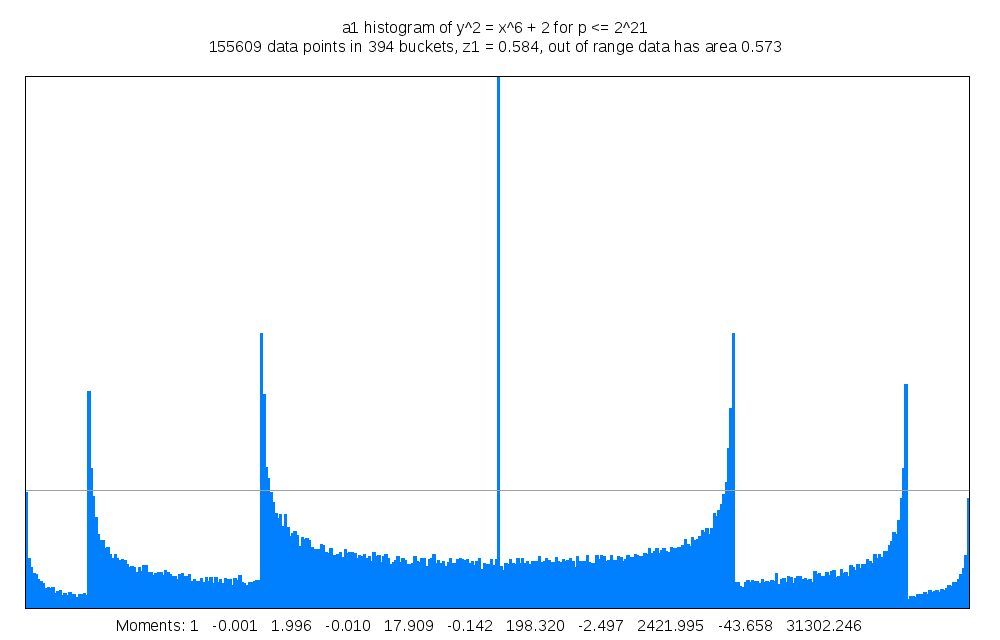 a1 histogram of y^2 = x^6 + 2 for p <= 2^21
155609 data points in 394 buckets, z1 = 0.584, out of range data has area 0.573
Moments: 1 -0.001 1.996 -0.010 17.909 -0.142 198.320 -2.497 2421.995 -43.658 31302.246